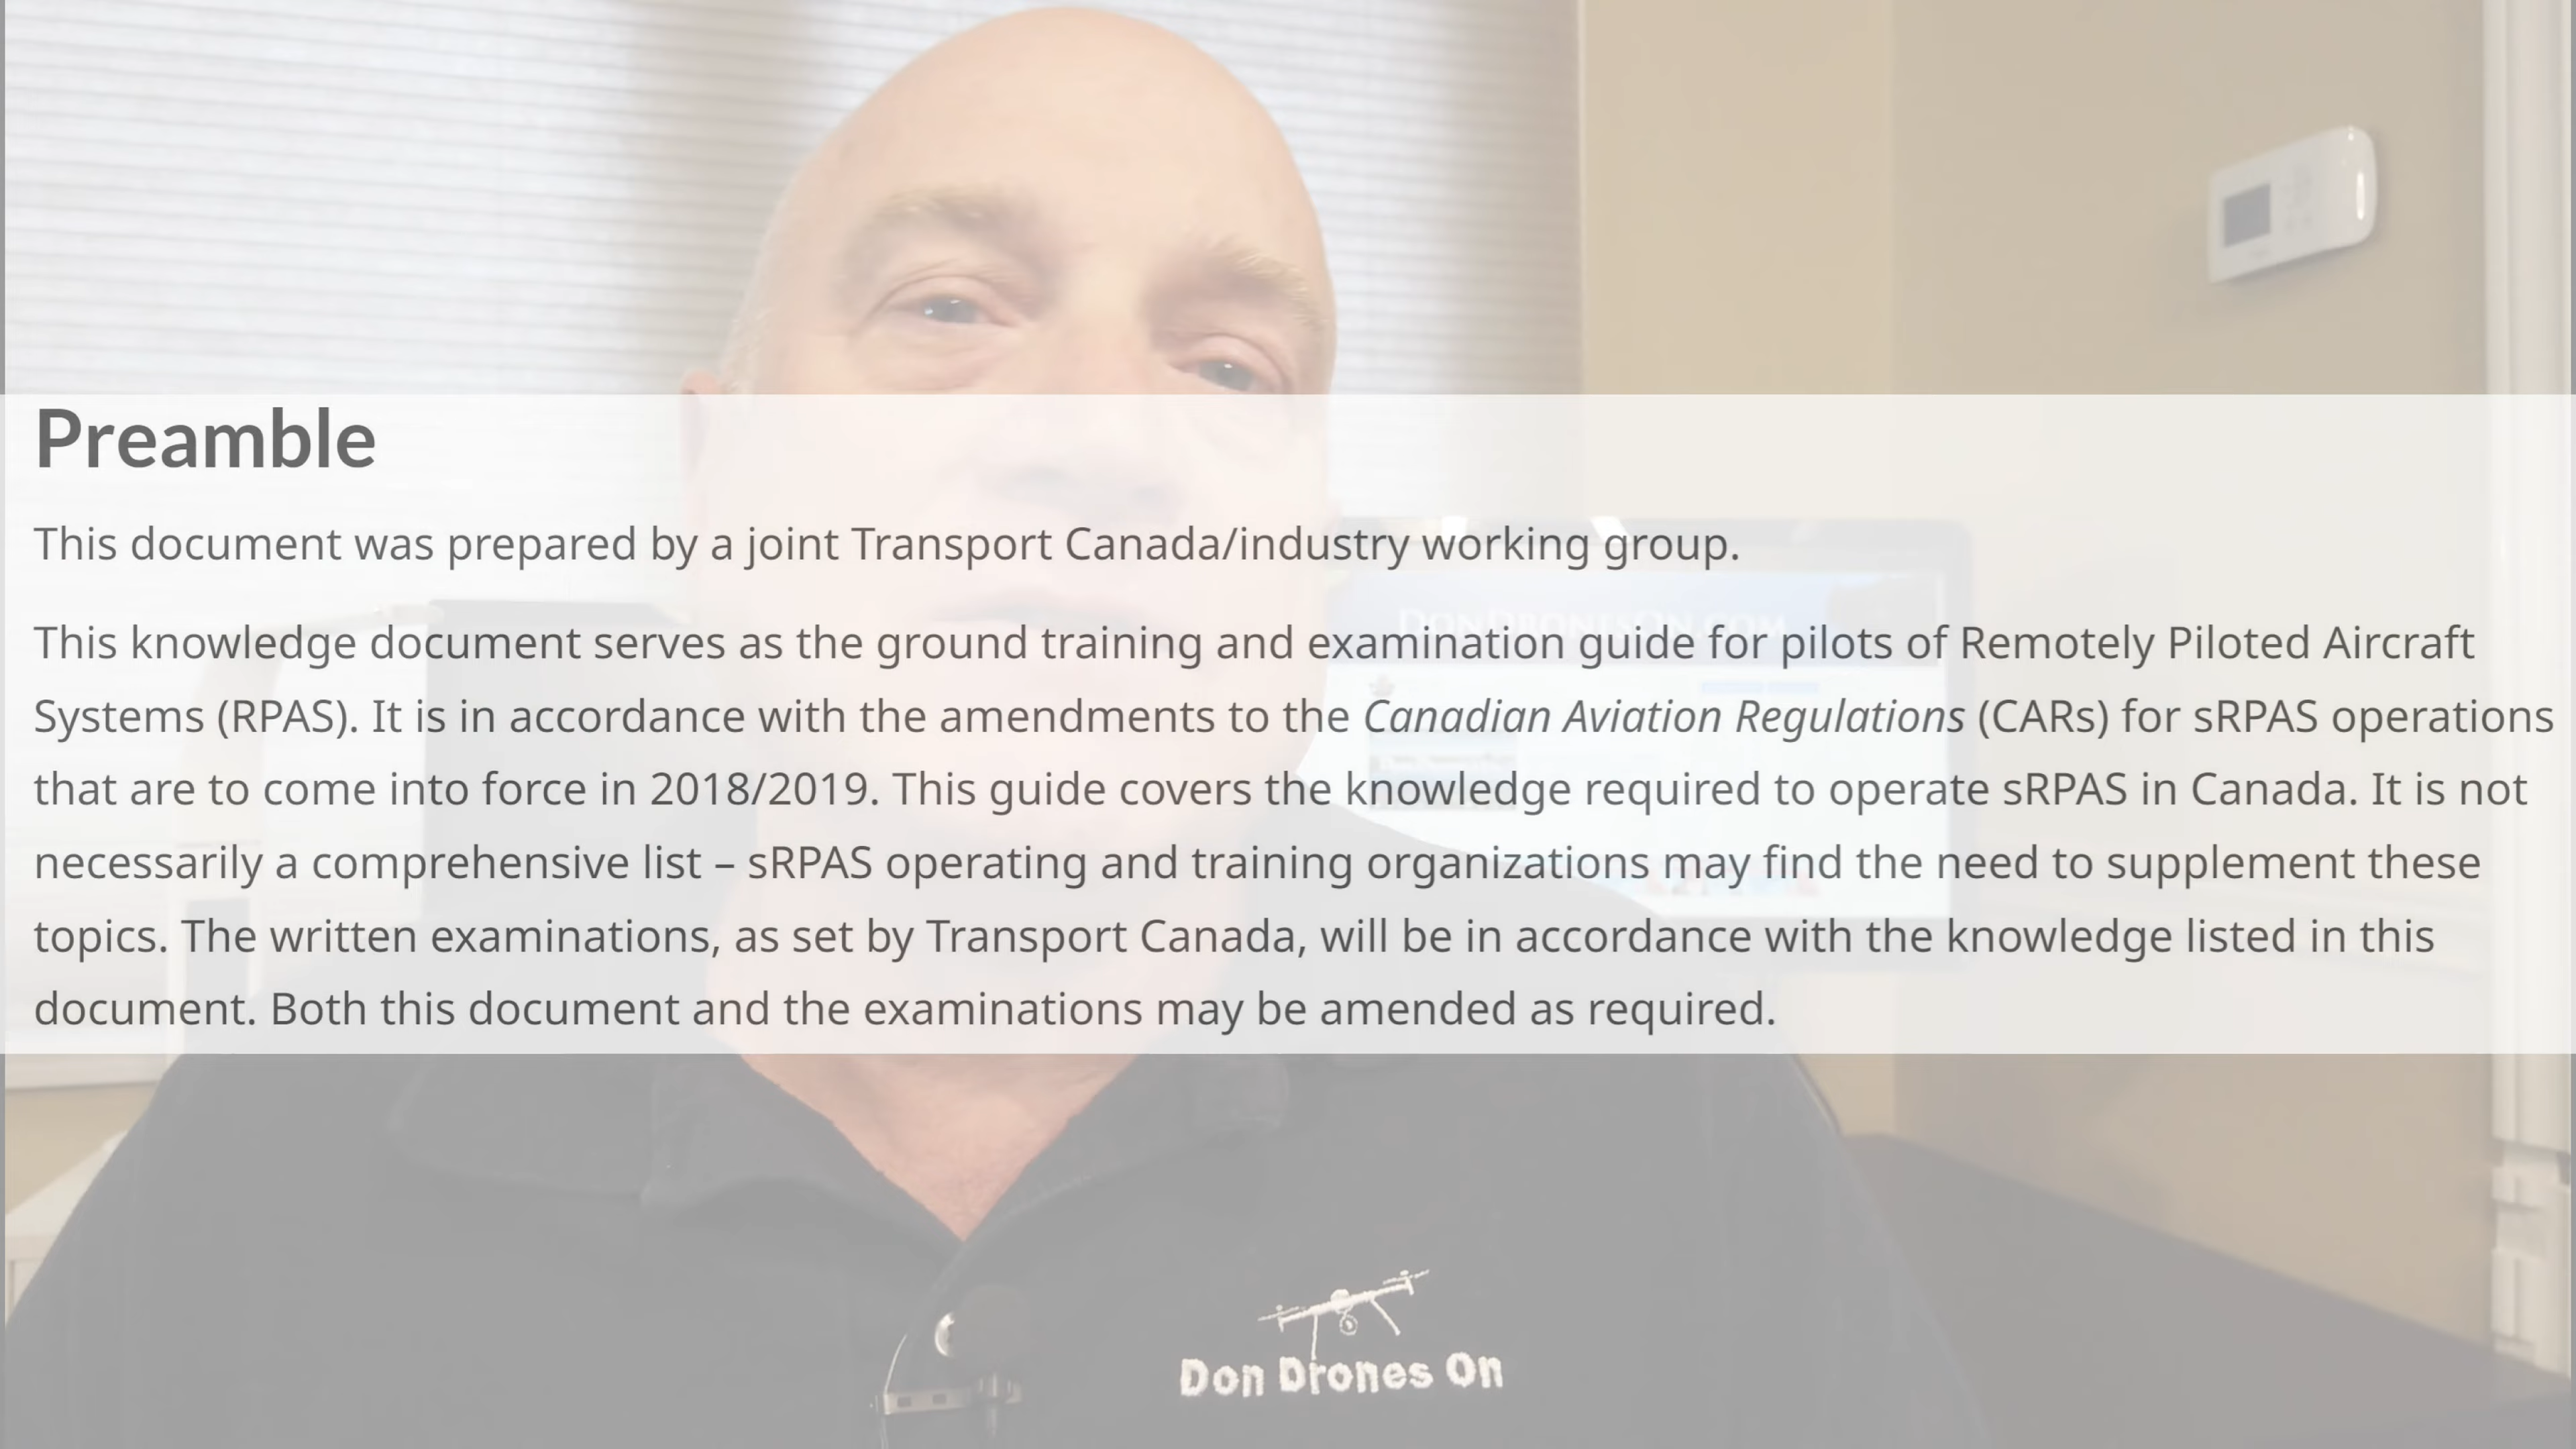 Preamble
This document was prepared by a joint Transport Canada/industry working group.
This knowledge document serves as the ground training and examination guide for pilots of Remotely Piloted Aircraft
Systems (RPAS). It is in accordance with the amendments to the Canadian Aviation Regulations (CARs) for sRPAS operations
that are to come into force in 2018/2019. This guide covers the knowledge required to operate sRPAS in Canada. It is not
necessarily a comprehensive list – sRPAS operating and training organizations may find the need to supplement these
topics. The written examinations, as set by Transport Canada, will be in accordance with the knowledge listed in this
document. Both this document and the examinations may be amended as required.
DONDRONESON.COM
Don Drones On